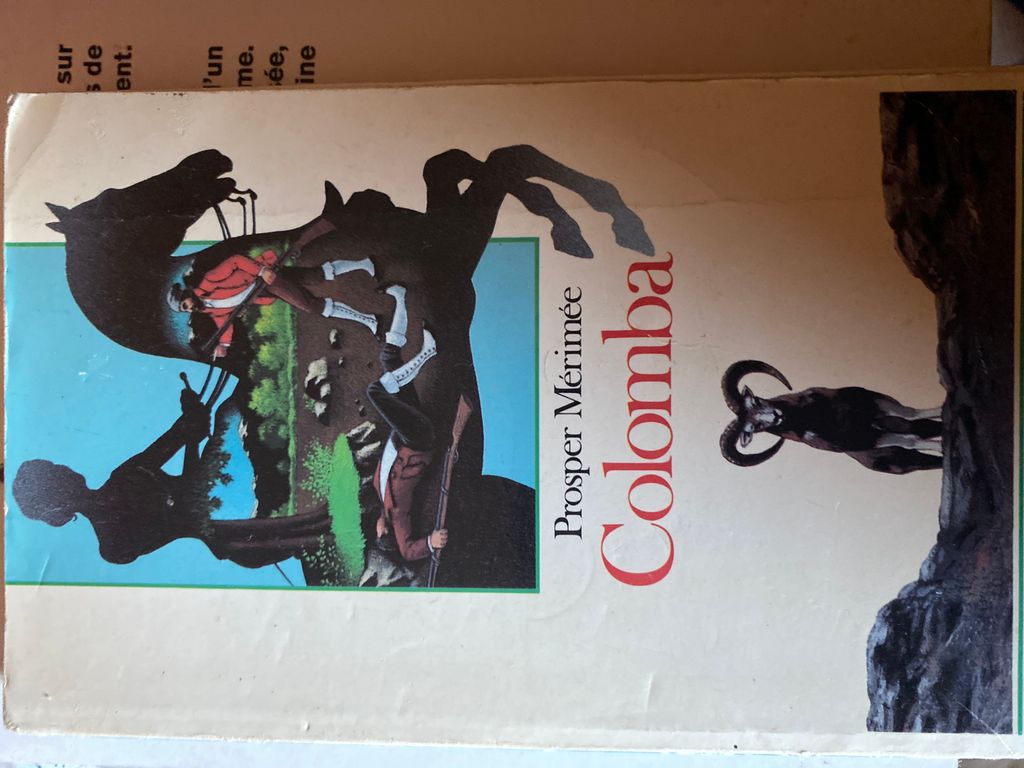 sur
s de
ent.
l'un
me.
ée,
ine
Prosper Mérimée
Colomba